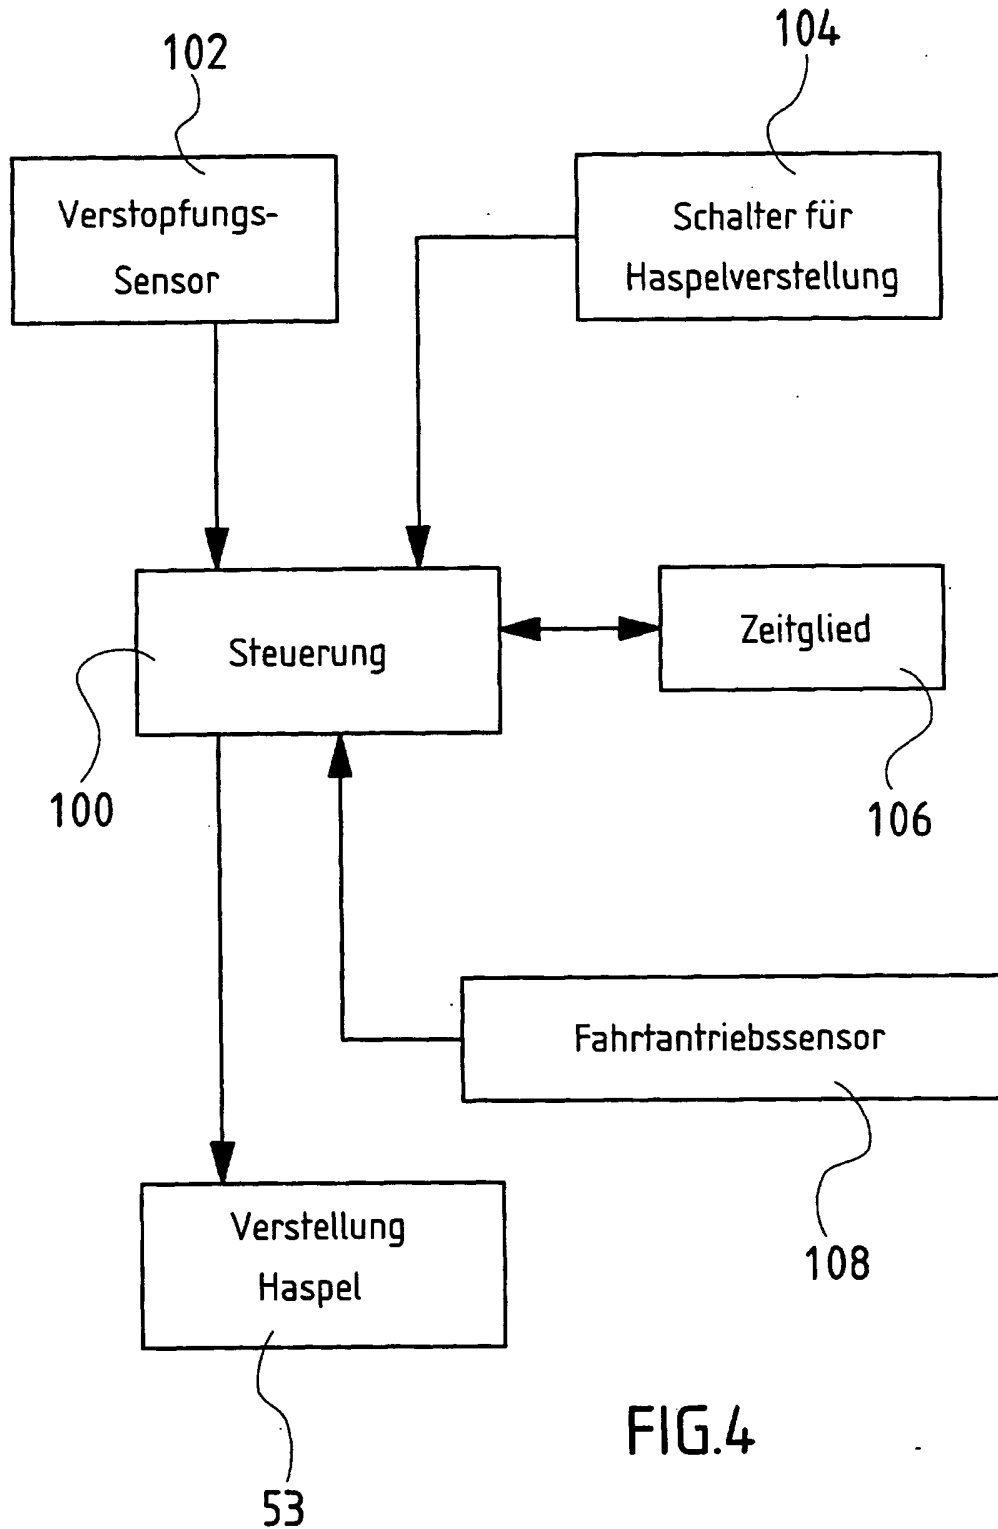 102
104
Verstopfungs-
Sensor
Schalter für
Haspelverstellung
Steuerung
Zeitglied
100
106
Fahrtantriebssensor
108
Verstellung
Haspel
53
FIG.4